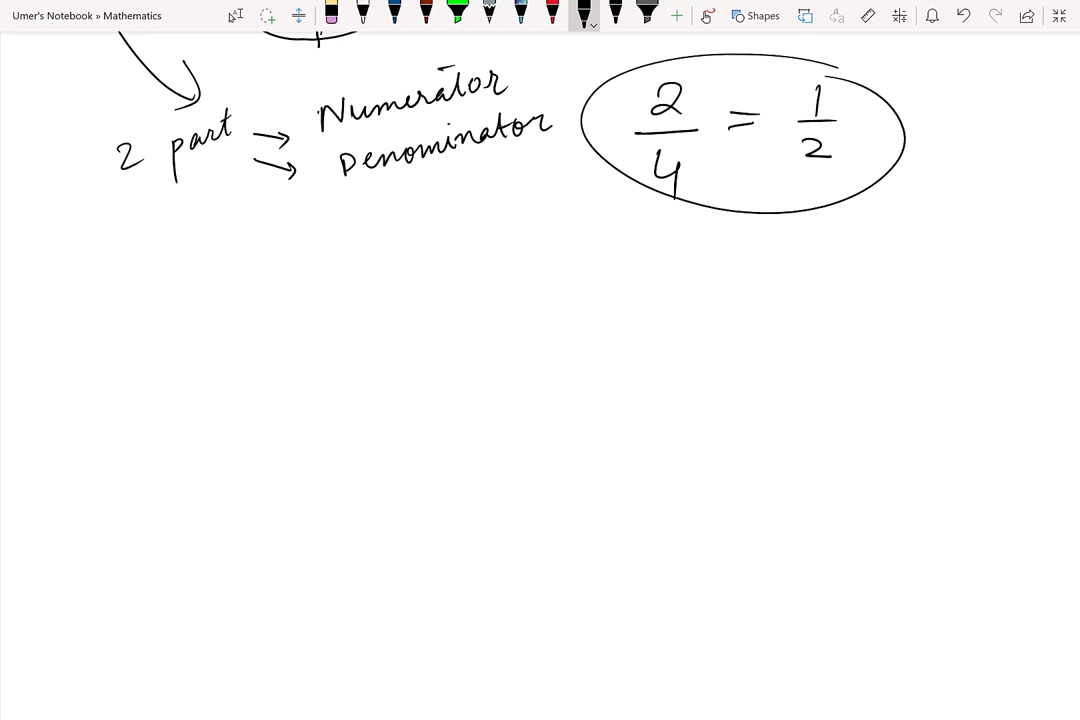 Umer's Notebook » Mathematics
Shapes
2 part → Numerator
→ Denominator
2/4 = 1/2